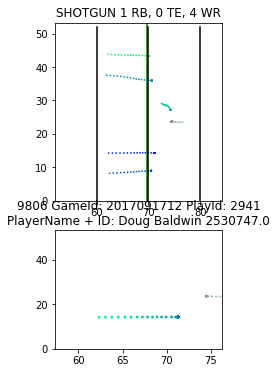 SHOTGUN 1 RB, 0 TE, 4 WR
50
40
30
20
10
0
60 70 80
9806 GameId: 2017091712 PlayId: 2941
PlayerName + ID: Doug Baldwin 2530747.0
40
20
0
60 65 70 75